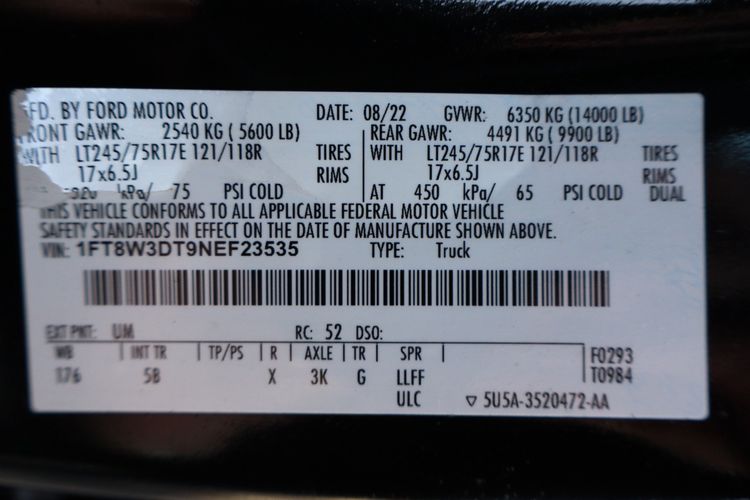 FD. BY FORD MOTOR CO. DATE: 08/22 GVWR: 6350 KG (14000 LB)
FRONT GAWR: 2540 KG ( 5600 LB) REAR GAWR: 4491 KG ( 9900 LB)
WITH LT245/75R17E 121/118R TIRES WITH LT245/75R17E 121/118R TIRES
17x6.5J RIMS 17x6.5J RIMS
kPa/ 75 PSI COLD AT 450 kPa/ 65 PSI COLD DUAL
THIS VEHICLE CONFORMS TO ALL APPLICABLE FEDERAL MOTOR VEHICLE
SAFETY STANDARDS IN EFFECT ON THE DATE OF MANUFACTURE SHOWN ABOVE.
VIN: 1FT8W3DT9NEF23535 TYPE: Truck
EXT PNT: UM RC: 52 DSO:
WB INT TR TP/PS R AXLE TR SPR F0293
176 5B X 3K G LLFF T0984
ULC ▽ 5U5A-3520472-AA